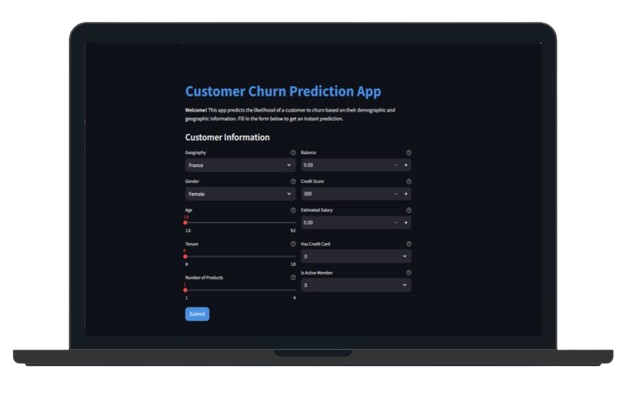 Customer Churn Prediction App
Welcome! This app predicts the likelihood of a customer to churn based on their demographic and
geographic information. Fill in the form below to get an instant prediction.
Customer Information
Geography
France
Gender
Female
Age
18
18 92
Tenure
0
0 10
Number of Products
1
1 4
Balance
0.00
Credit Score
300
Estimated Salary
0.00
Has Credit Card
0
Is Active Member
0
Submit